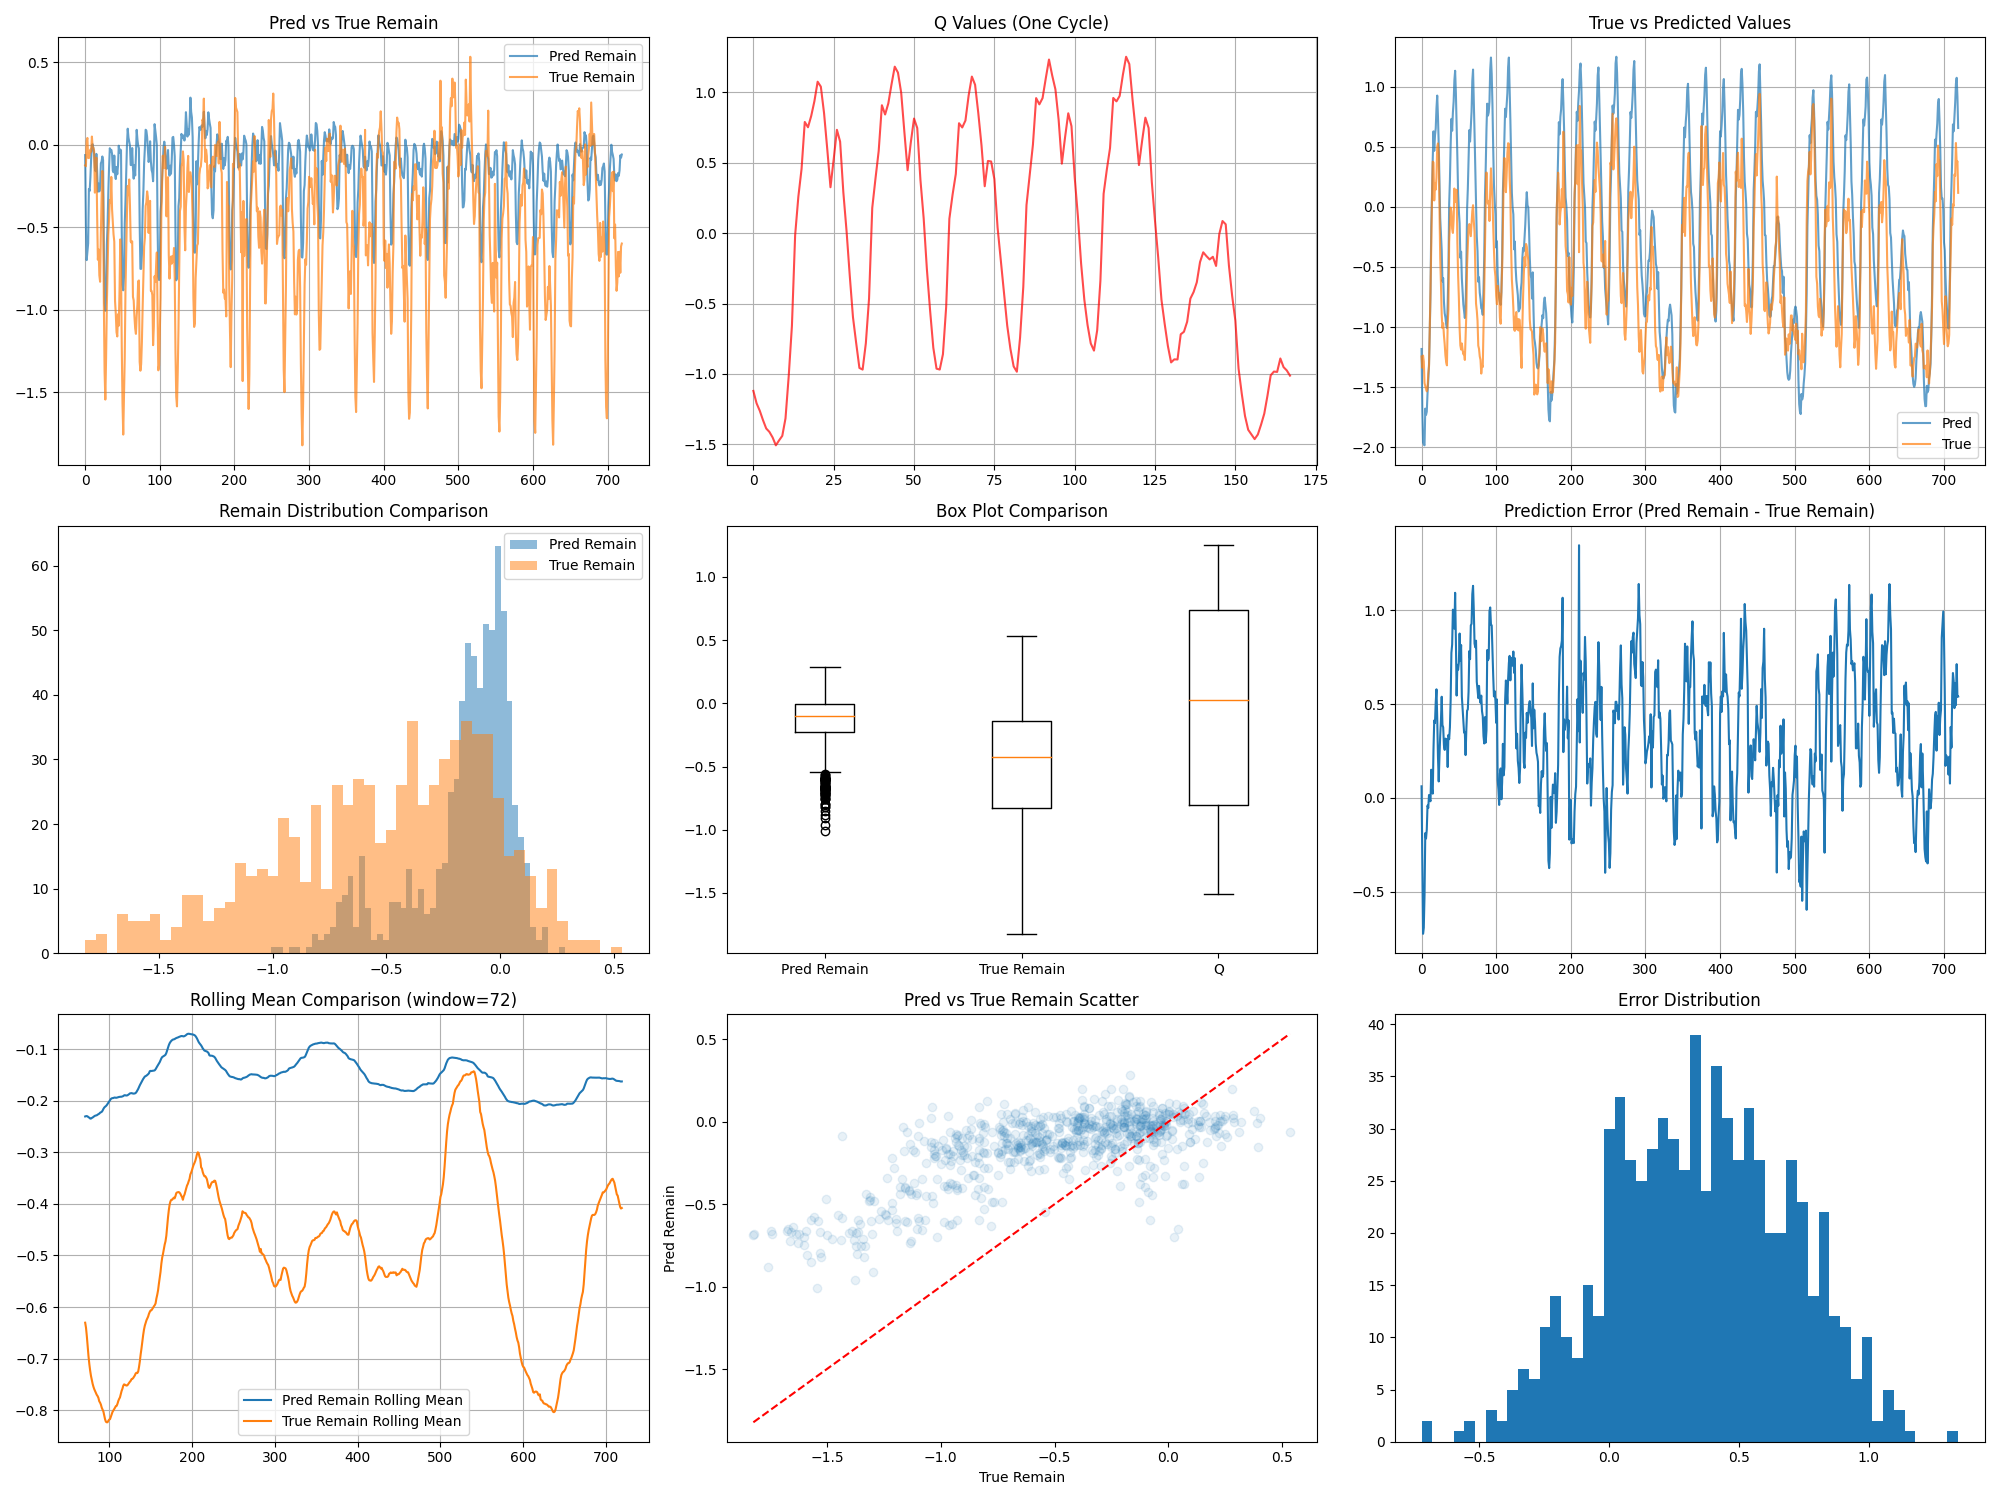 Pred vs True Remain
Pred Remain
True Remain
0.5
0.0
−0.5
−1.0
−1.5
0 100 200 300 400 500 600 700
Q Values (One Cycle)
1.0
0.5
0.0
−0.5
−1.0
−1.5
0 25 50 75 100 125 150 175
True vs Predicted Values
1.0
0.5
0.0
−0.5
−1.0
−1.5
−2.0
Pred
True
0 100 200 300 400 500 600 700
Remain Distribution Comparison
Pred Remain
True Remain
60
50
40
30
20
10
0
−1.5 −1.0 −0.5 0.0 0.5
Box Plot Comparison
1.0
0.5
0.0
−0.5
−1.0
−1.5
Pred Remain True Remain Q
Prediction Error (Pred Remain - True Remain)
1.0
0.5
0.0
−0.5
0 100 200 300 400 500 600 700
Rolling Mean Comparison (window=72)
−0.1
−0.2
−0.3
−0.4
−0.5
−0.6
−0.7
−0.8
Pred Remain Rolling Mean
True Remain Rolling Mean
100 200 300 400 500 600 700
Pred vs True Remain Scatter
Pred Remain
0.5
0.0
−0.5
−1.0
−1.5
−1.5 −1.0 −0.5 0.0 0.5
True Remain
Error Distribution
40
35
30
25
20
15
10
5
0
−0.5 0.0 0.5 1.0